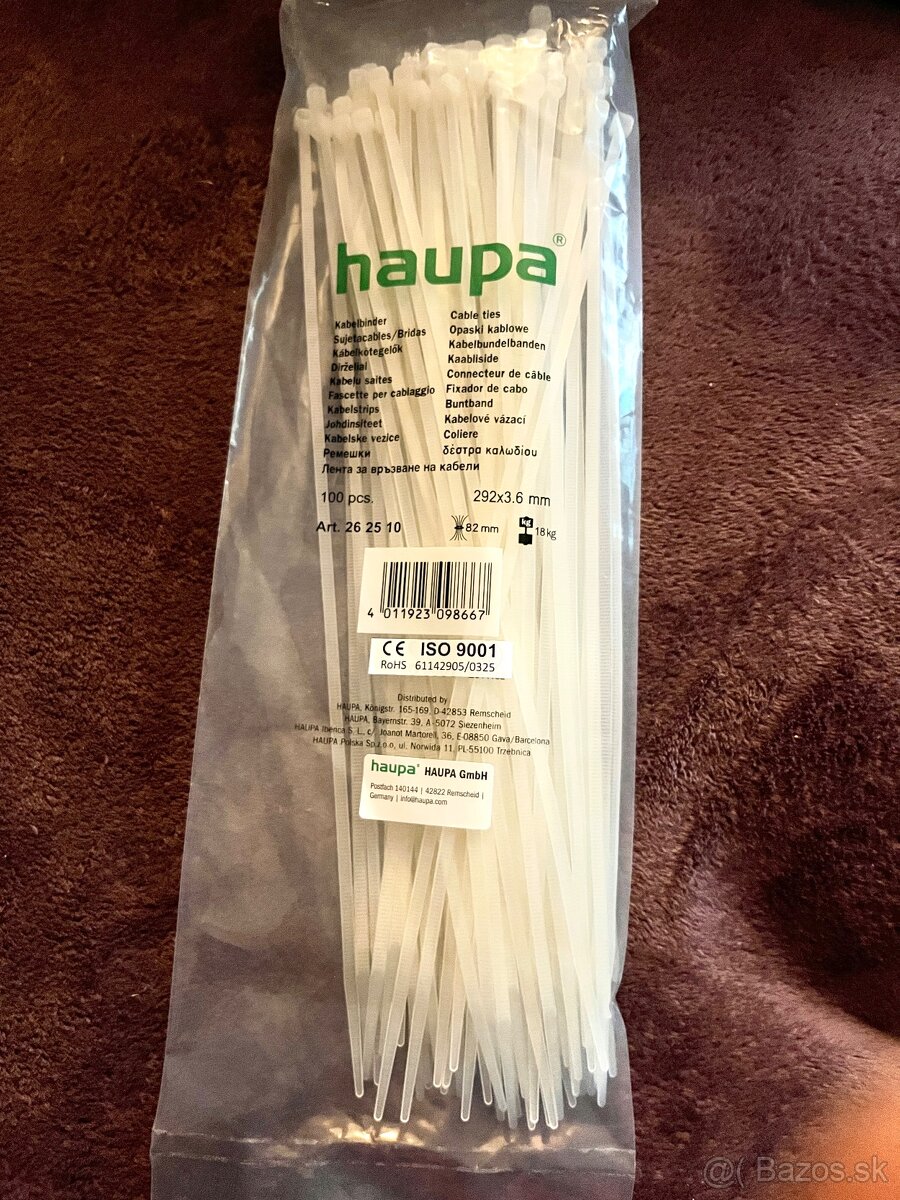 haupa®
Kabelbinder
Sujetacables/Bridas
Kábelkötegelők
Dirželiai
Kabeļu saites
Fascette per cablaggio
Kabelstrips
Johdinsiteet
Kabelske vezice
Ремешки
Лента за връзване на кабели
Cable ties
Opaski kablowe
Kabelbundelbanden
Kaabliside
Connecteur de câble
Fixador de cabo
Buntband
Kabelové vázací
Coliere
δέστρα καλωδίου
100 pcs.
292x3.6 mm
Art. 26 25 10
82 mm
kg
18 kg
4 011923 098667
CE ISO 9001
RoHS 61142905/0325
Distributed by
HAUPA, Königstr. 165-169, D-42853 Remscheid
HAUPA, Bayernstr. 39, A-5072 Siezenheim
HAUPA Iberica S. L., c/ Joanot Martorell, 36, E-08850 Gava/Barcelona
HAUPA Polska Sp.z.o.o, ul. Norwida 11, PL-55100 Trzebnica
haupa® HAUPA GmbH
Postfach 140144 | 42822 Remscheid |
Germany | info@haupa.com
@( Bazos.sk